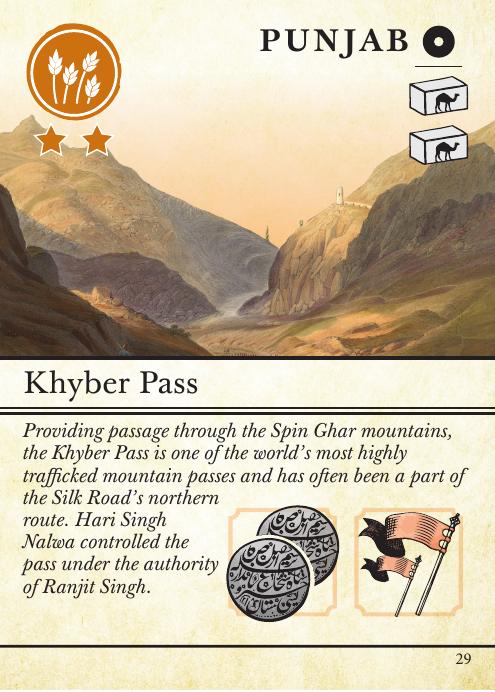 PUNJAB
Khyber Pass
Providing passage through the Spin Ghar mountains,
the Khyber Pass is one of the world's most highly
trafficked mountain passes and has often been a part of
the Silk Road's northern
route. Hari Singh
Nalwa controlled the
pass under the authority
of Ranjit Singh.
29